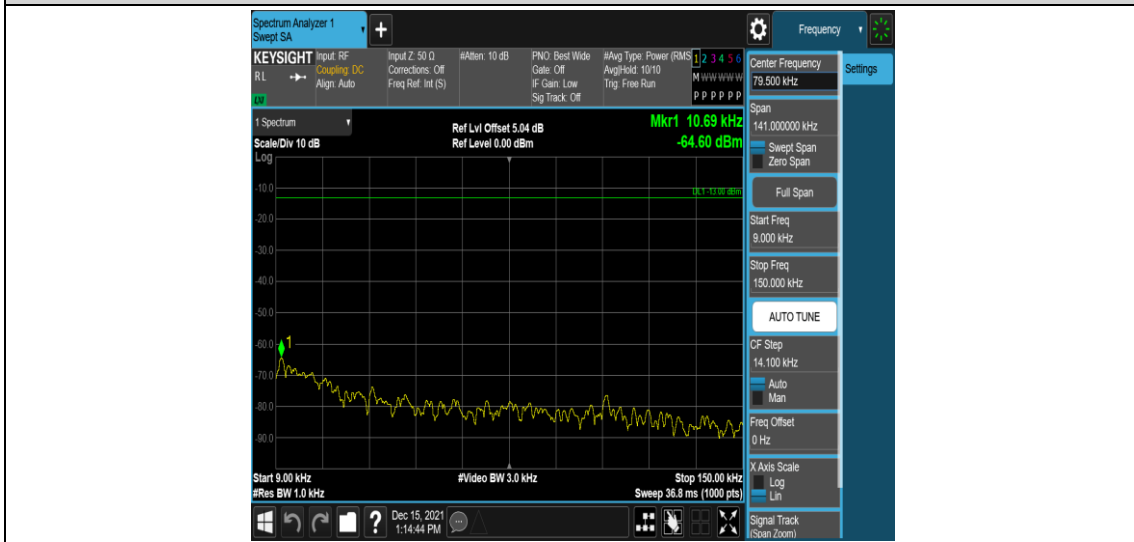 Spectrum Analyzer 1
Swept SA
Frequency
KEYSIGHT
RL
Input: RF
Coupling: DC
Align: Auto
Input Z: 50 Ω
Corrections: Off
Freq Ref: Int (S)
#Atten: 10 dB
PNO: Best Wide
Gate: Off
IF Gain: Low
Sig Track: Off
#Avg Type: Power (RMS
Avg|Hold: 10/10
Trig: Free Run
1 2 3 4 5 6
M W W W W W
P P P P P P
Center Frequency
79.500 kHz
Settings
Span
141.000000 kHz
Swept Span
Zero Span
Full Span
Start Freq
9.000 kHz
Stop Freq
150.000 kHz
AUTO TUNE
CF Step
14.100 kHz
Auto
Man
Freq Offset
0 Hz
X Axis Scale
Log
Lin
Signal Track
(Span Zoom)
1 Spectrum
Scale/Div 10 dB
Log
Ref Lvl Offset 5.04 dB
Ref Level 0.00 dBm
Mkr1 10.69 kHz
-64.60 dBm
DL1 -13.00 dBm
-10.0
-20.0
-30.0
-40.0
-50.0
-60.0
1
-70.0
-80.0
-90.0
Start 9.00 kHz
#Res BW 1.0 kHz
#Video BW 3.0 kHz
Stop 150.00 kHz
Sweep 36.8 ms (1000 pts)
Dec 15, 2021
1:14:44 PM